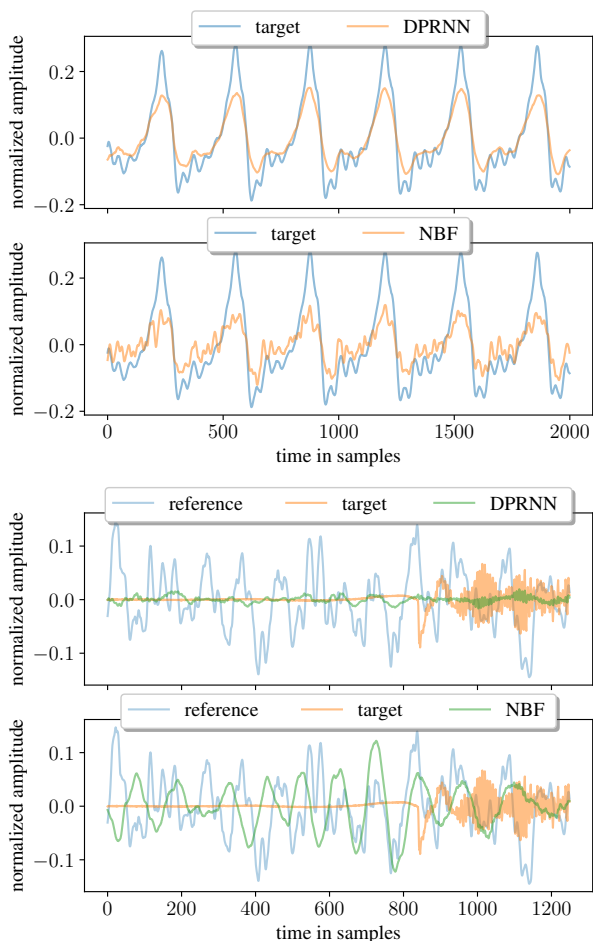 target DPRNN
normalized amplitude
0.2
0.0
−0.2
target NBF
normalized amplitude
0.2
0.0
−0.2
0 500 1000 1500 2000
time in samples
reference target DPRNN
normalized amplitude
0.1
0.0
−0.1
reference target NBF
normalized amplitude
0.1
0.0
−0.1
0 200 400 600 800 1000 1200
time in samples